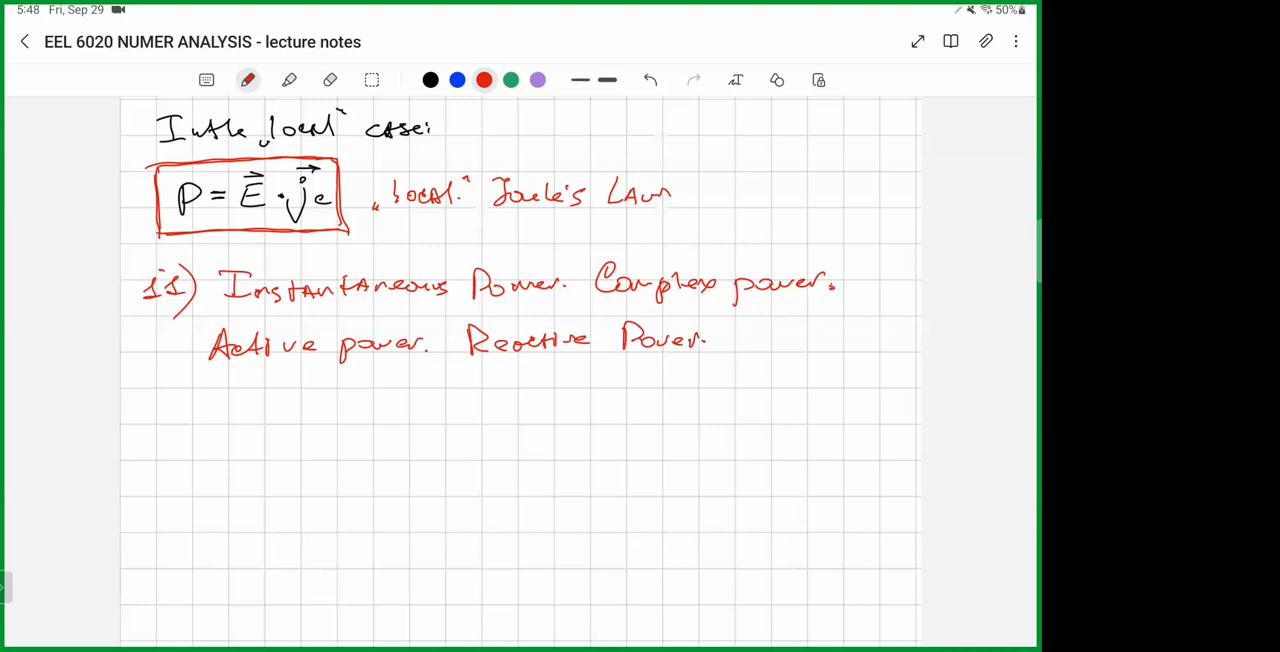 5:48 Fri, Sep 29 50%
EEL 6020 NUMER ANALYSIS - lecture notes
In the „local" case:
P = E⃗ · j⃗e „local" Joule's Law
ii) Instantaneous Power. Complex power.
Active power. Reactive Power.